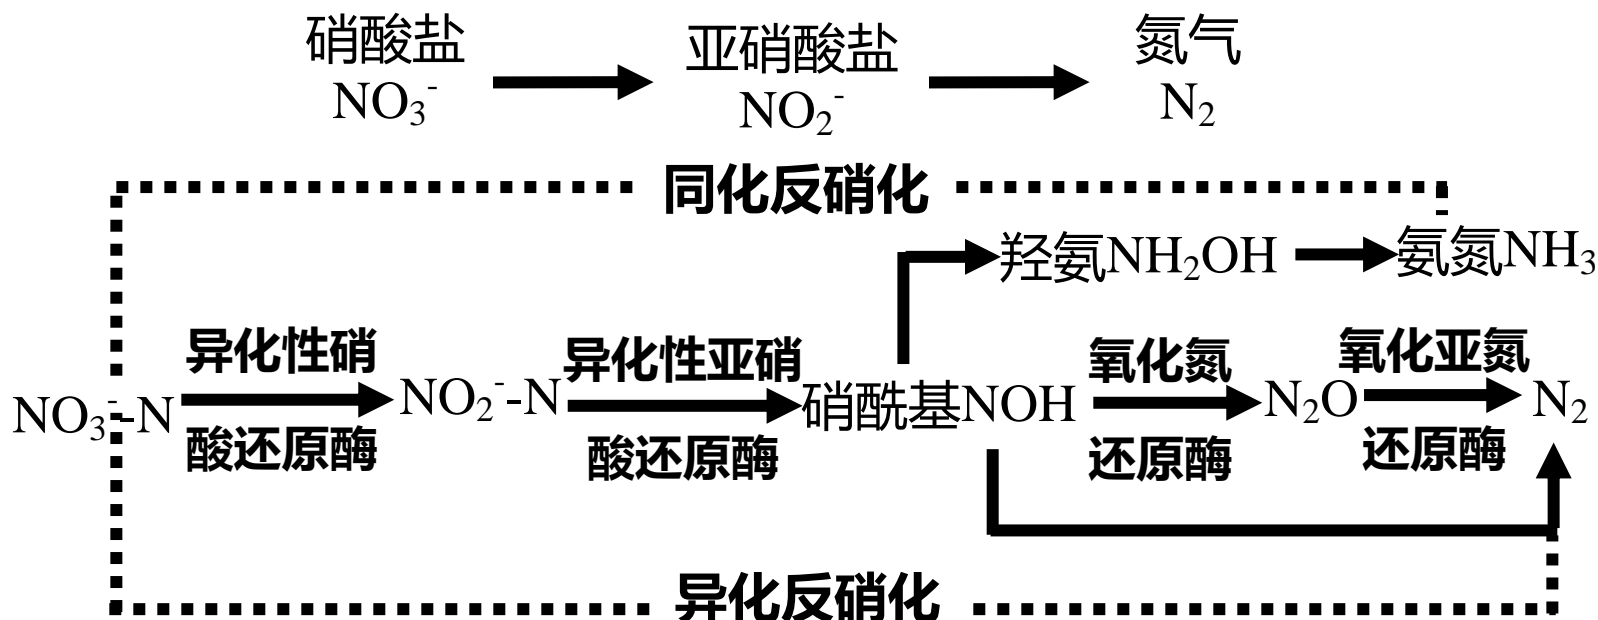 硝酸盐 亚硝酸盐 氮气
NO₃⁻ NO₂⁻ N₂
同化反硝化
羟氨NH₂OH 氨氮NH₃
异化性硝 异化性亚硝 氧化氮 氧化亚氮
NO₃⁻-N NO₂⁻-N 硝酰基NOH N₂O N₂
酸还原酶 酸还原酶 还原酶 还原酶
异化反硝化